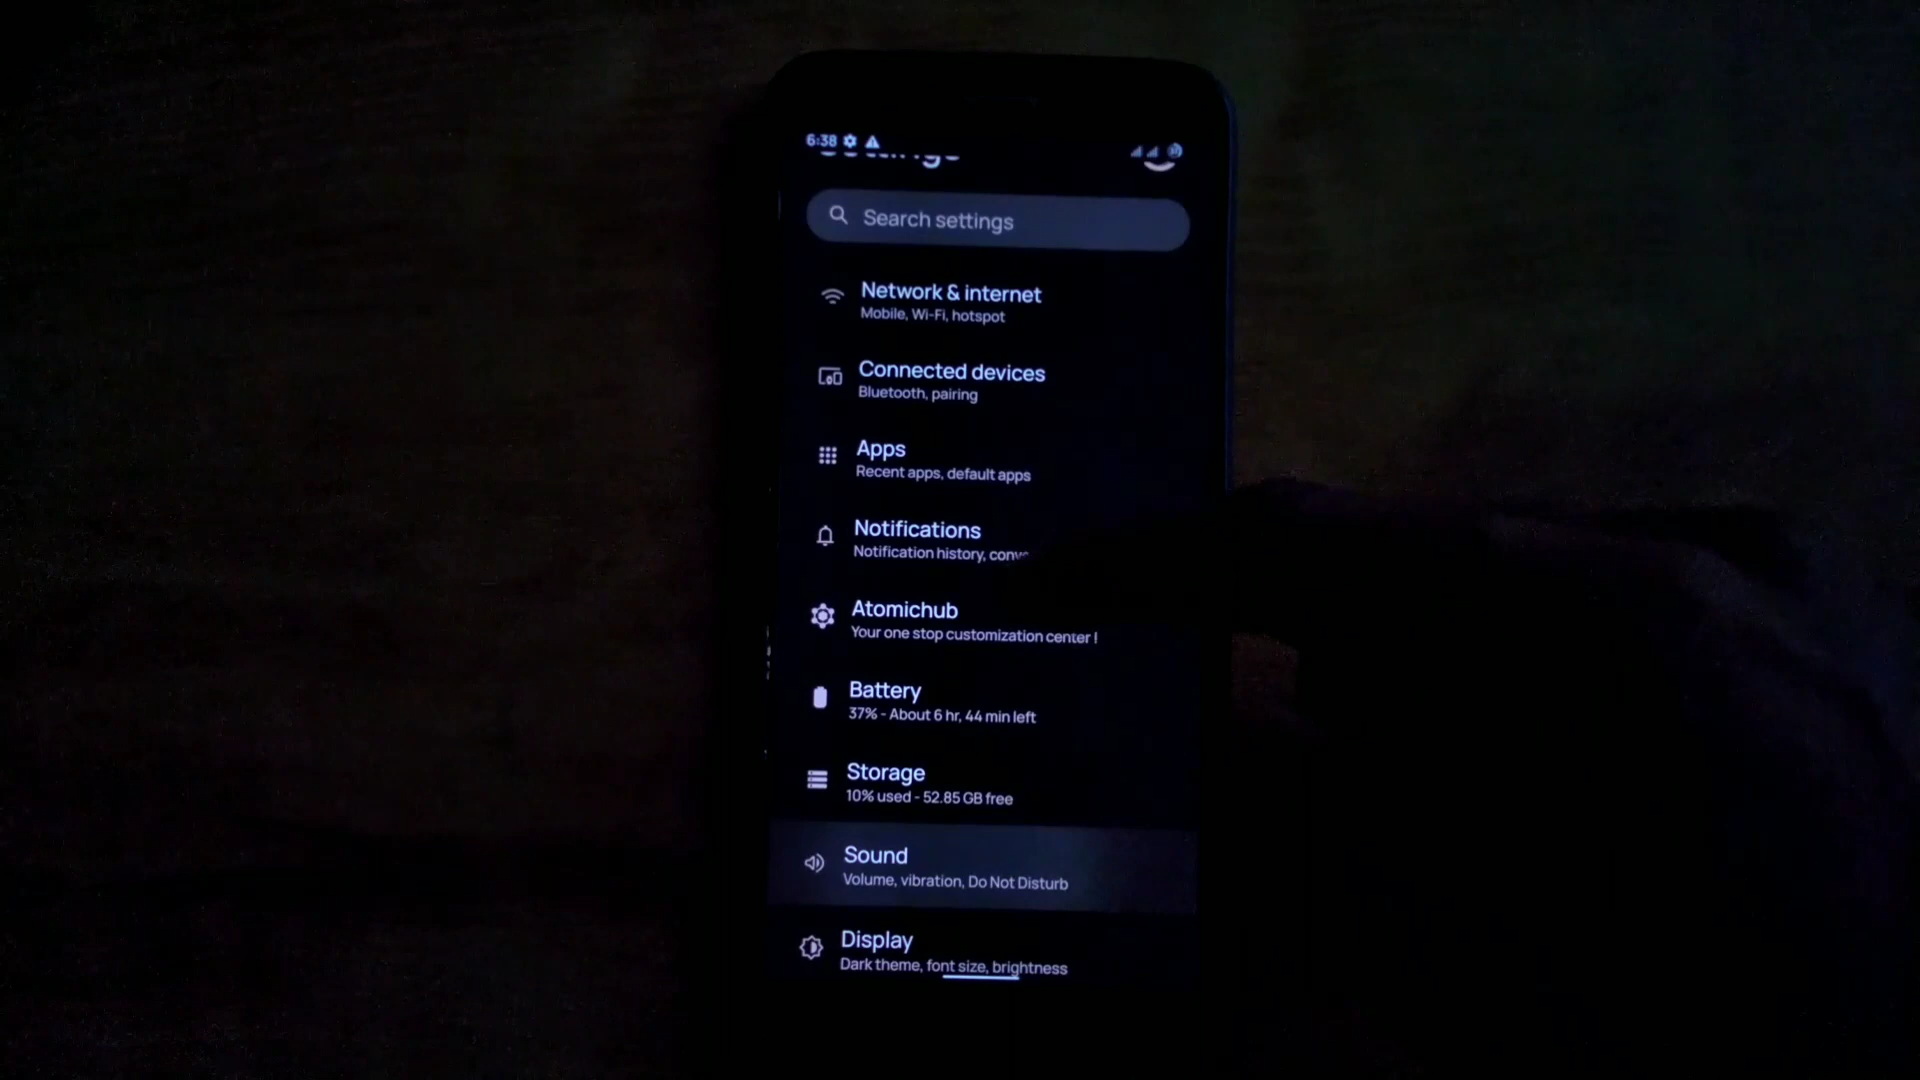 6:38
Search settings
Network & internet
Mobile, Wi-Fi, hotspot
Connected devices
Bluetooth, pairing
Apps
Recent apps, default apps
Notifications
Notification history,
Atomichub
Your one stop customization center !
Battery
37% - About 6 hr, 44 min left
Storage
10% used - 52.85 GB free
Sound
Volume, vibration, Do Not Disturb
Display
Dark theme, font size, brightness